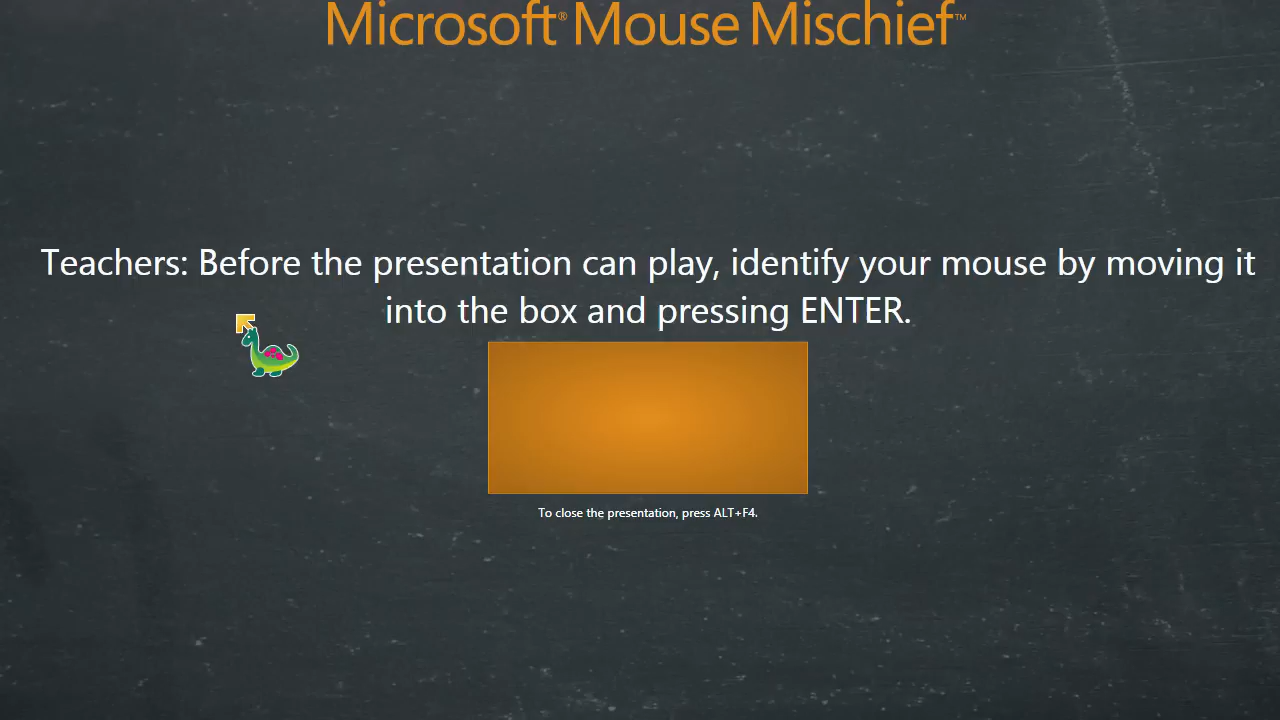 Microsoft® Mouse Mischief™
Teachers: Before the presentation can play, identify your mouse by moving it
into the box and pressing ENTER.
To close the presentation, press ALT+F4.